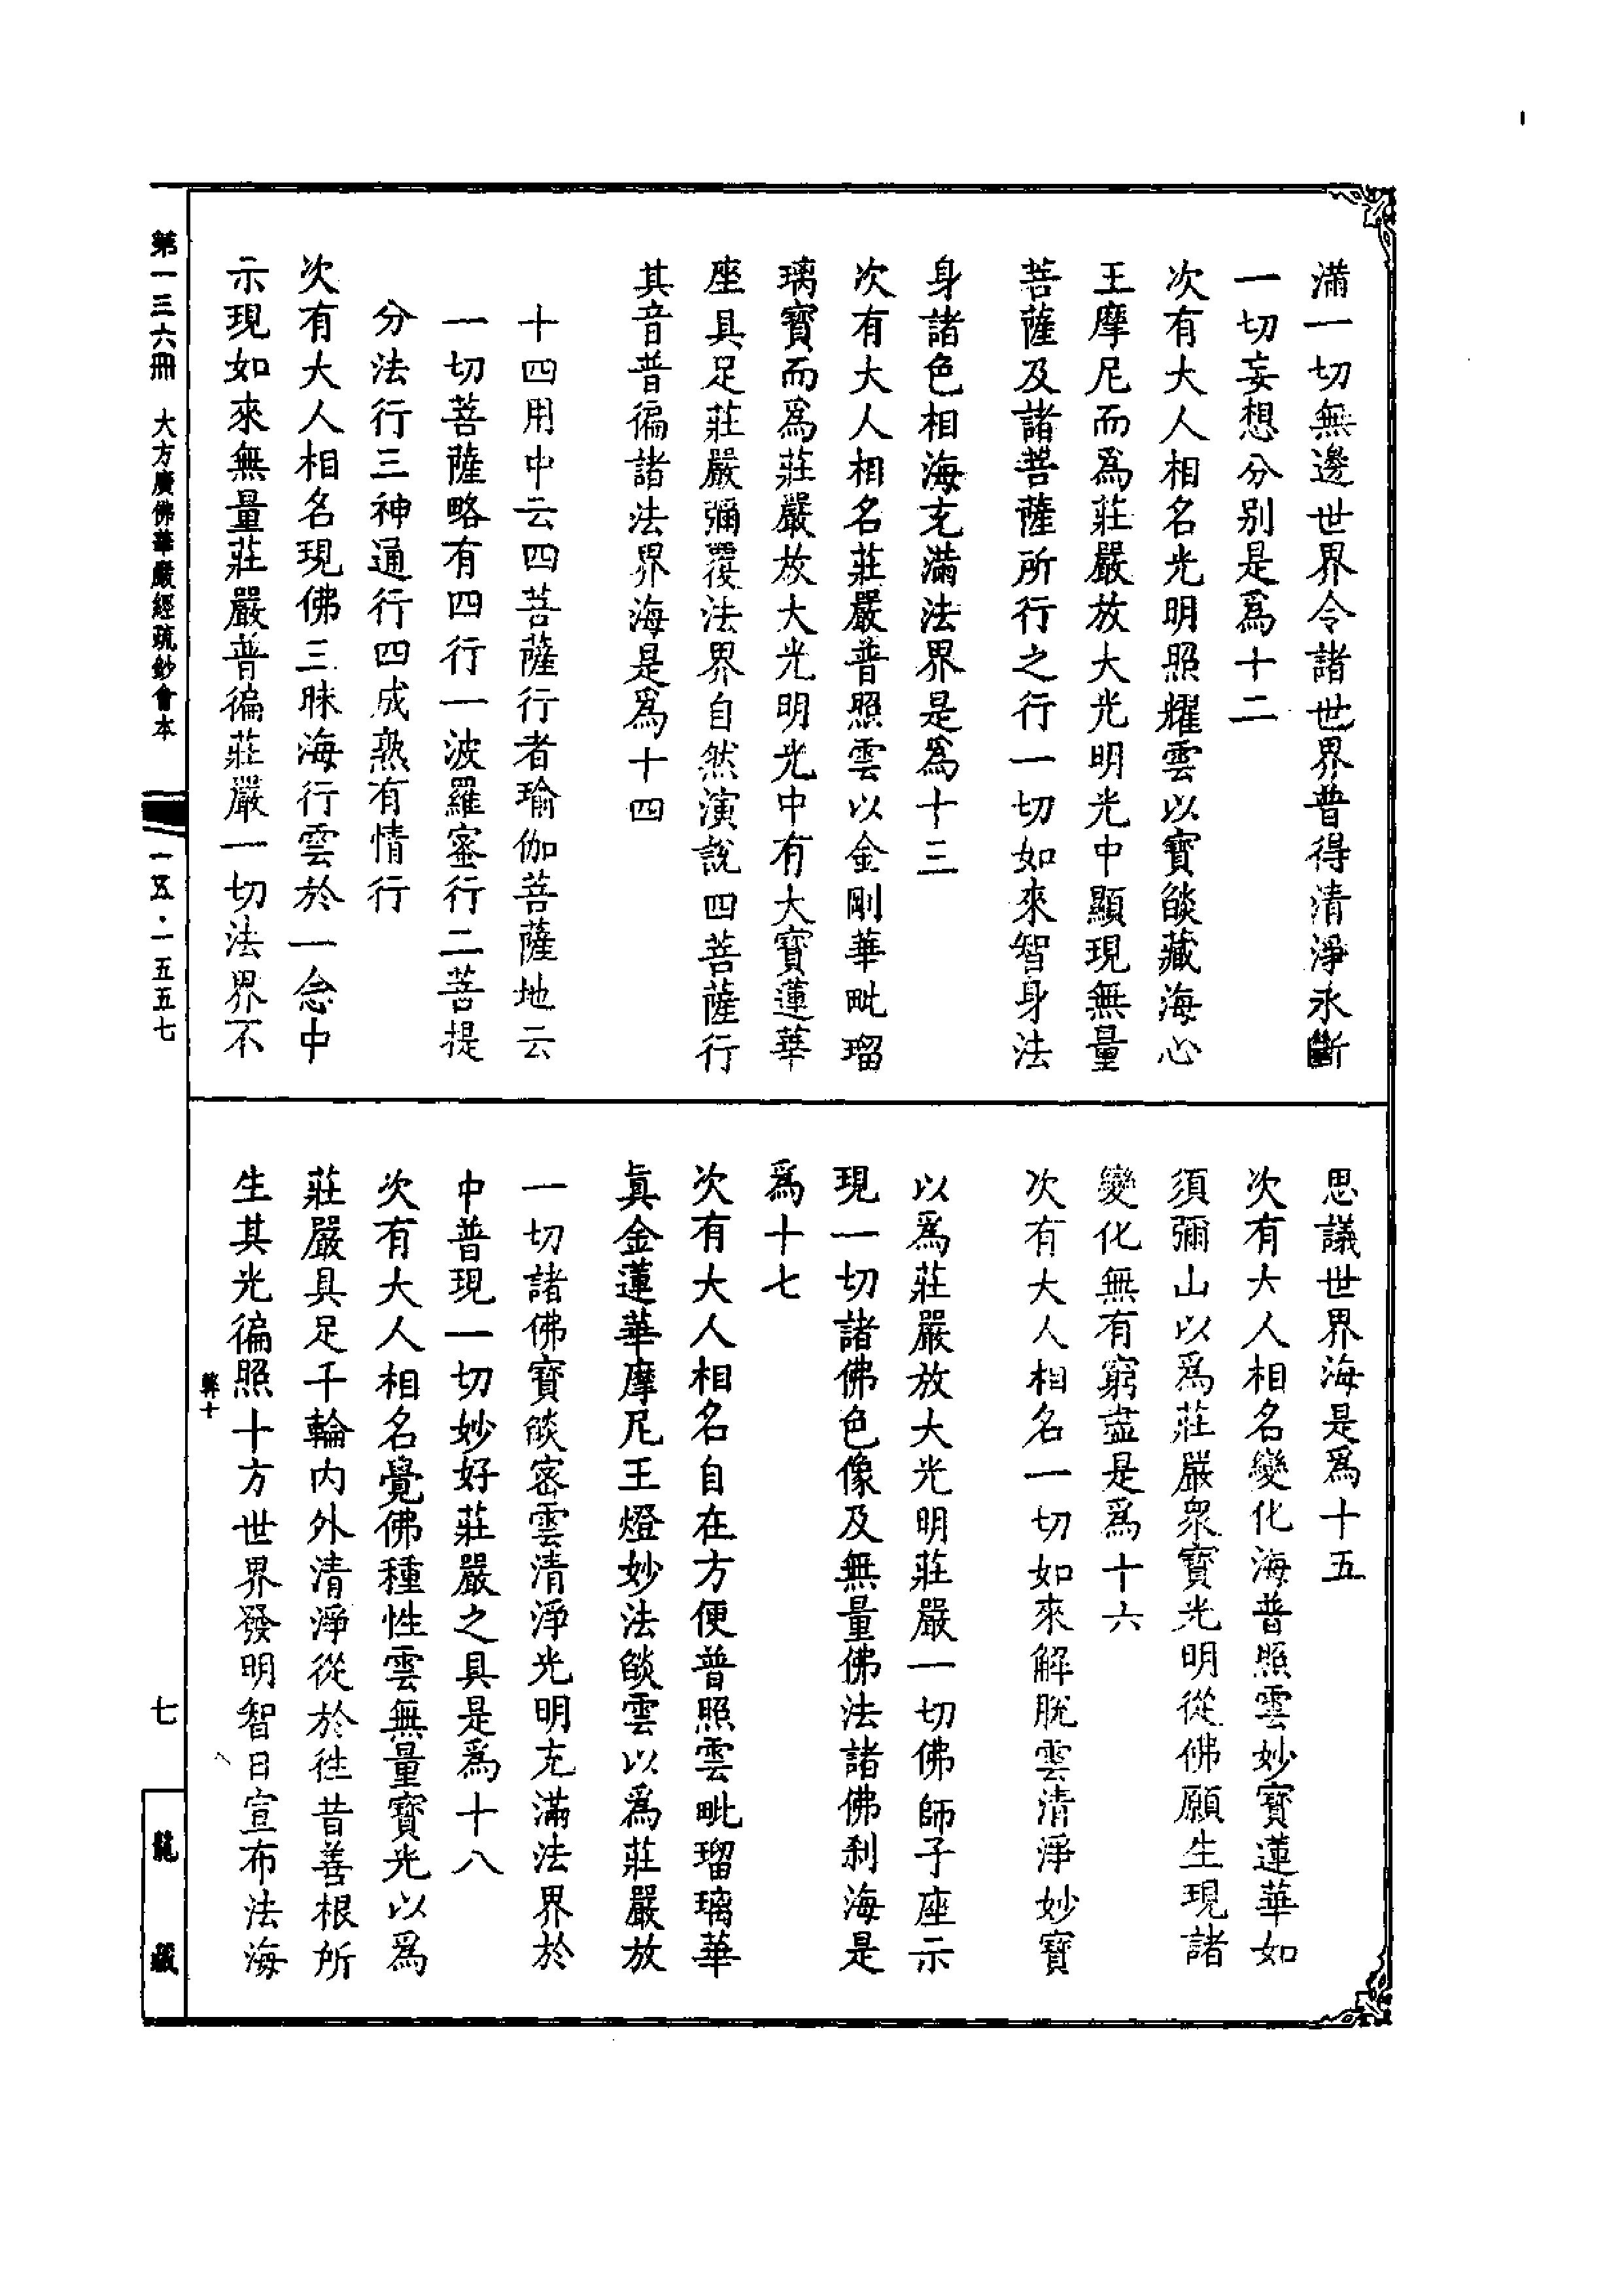 滿一切無邊世界令諸世界普得清淨永斷
一切妄想分別是爲十二
次有大人相名光明照耀雲以寶燄藏海心
王摩尼而爲莊嚴放大光明光中顯現無量
菩薩及諸菩薩所行之行一切如來智身法
身諸色相海充滿法界是爲十三
次有大人相名莊嚴普照雲以金剛華毗瑠
璃寶而爲莊嚴放大光明光中有大寶蓮華
座具足莊嚴彌覆法界自然演說四菩薩行
其音普徧諸法界海是爲十四
十四用中云四菩薩行者瑜伽菩薩地云
一切菩薩略有四行一波羅蜜行二菩提
分法行三神通行四成熟有情行
次有大人相名現佛三昧海行雲於一念中
示現如來無量莊嚴普徧莊嚴一切法界不
思議世界海是爲十五
次有大人相名變化海普照雲妙寶蓮華如
須彌山以爲莊嚴衆寶光明從佛願生現諸
變化無有窮盡是爲十六
次有大人相名一切如來解脫雲清淨妙寶
以爲莊嚴放大光明莊嚴一切佛師子座示
現一切諸佛色像及無量佛法諸佛刹海是
爲十七
次有大人相名自在方便普照雲毗瑠璃華
眞金蓮華摩尼王燈妙法燄雲以爲莊嚴放
一切諸佛寶燄密雲清淨光明充滿法界於
中普現一切妙好莊嚴之具是爲十八
次有大人相名覺佛種性雲無量寶光以爲
莊嚴具足千輪內外清淨從於徃昔善根所
生其光徧照十方世界發明智日宣布法海
第一三六冊 大方廣佛華嚴經疏鈔會本
一五五七
七
龍藏